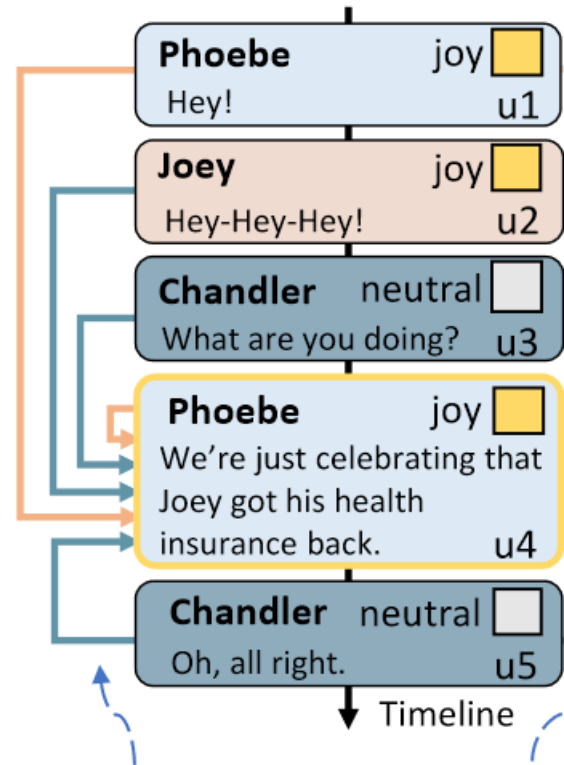 Phoebe joy
Hey! u1
Joey joy
Hey-Hey-Hey! u2
Chandler neutral
What are you doing? u3
Phoebe joy
We’re just celebrating that
Joey got his health
insurance back. u4
Chandler neutral
Oh, all right. u5
Timeline